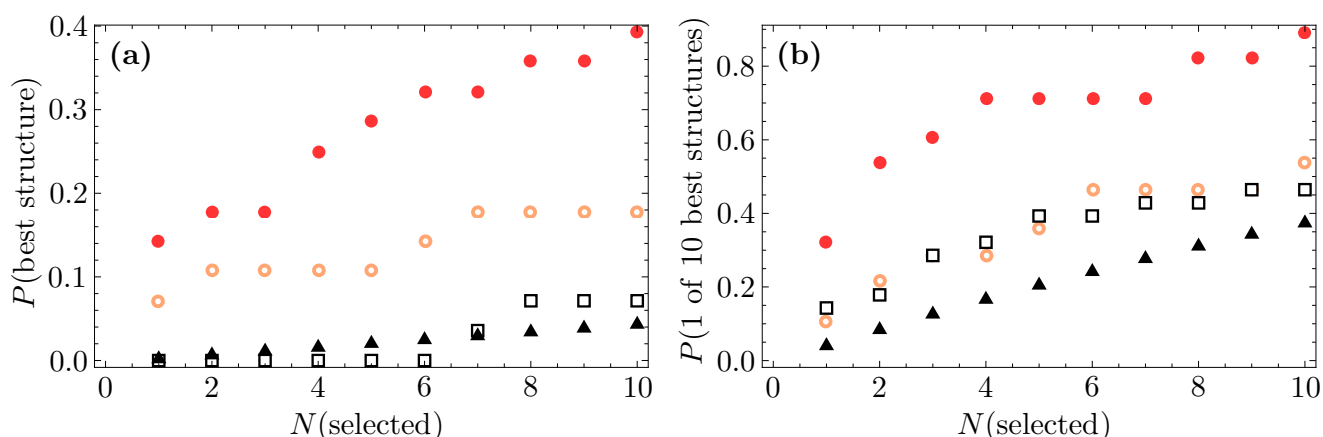 (a)
P(best structure)
0.4
0.3
0.2
0.1
0.0
0 2 4 6 8 10
N(selected)
(b)
P(1 of 10 best structures)
0.8
0.6
0.4
0.2
0.0
0 2 4 6 8 10
N(selected)